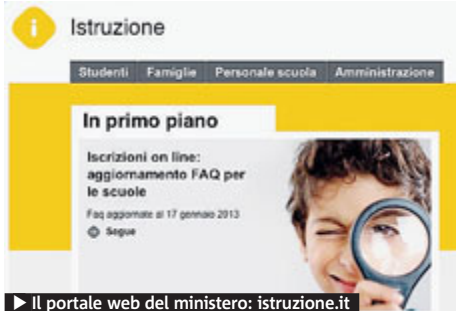 i
Istruzione
Studenti Famiglie Personale scuola Amministrazione
In primo piano
Iscrizioni on line:
aggiornamento FAQ per
le scuole
Faq aggiornate al 17 gennaio 2013
Segue
▶ Il portale web del ministero: istruzione.it